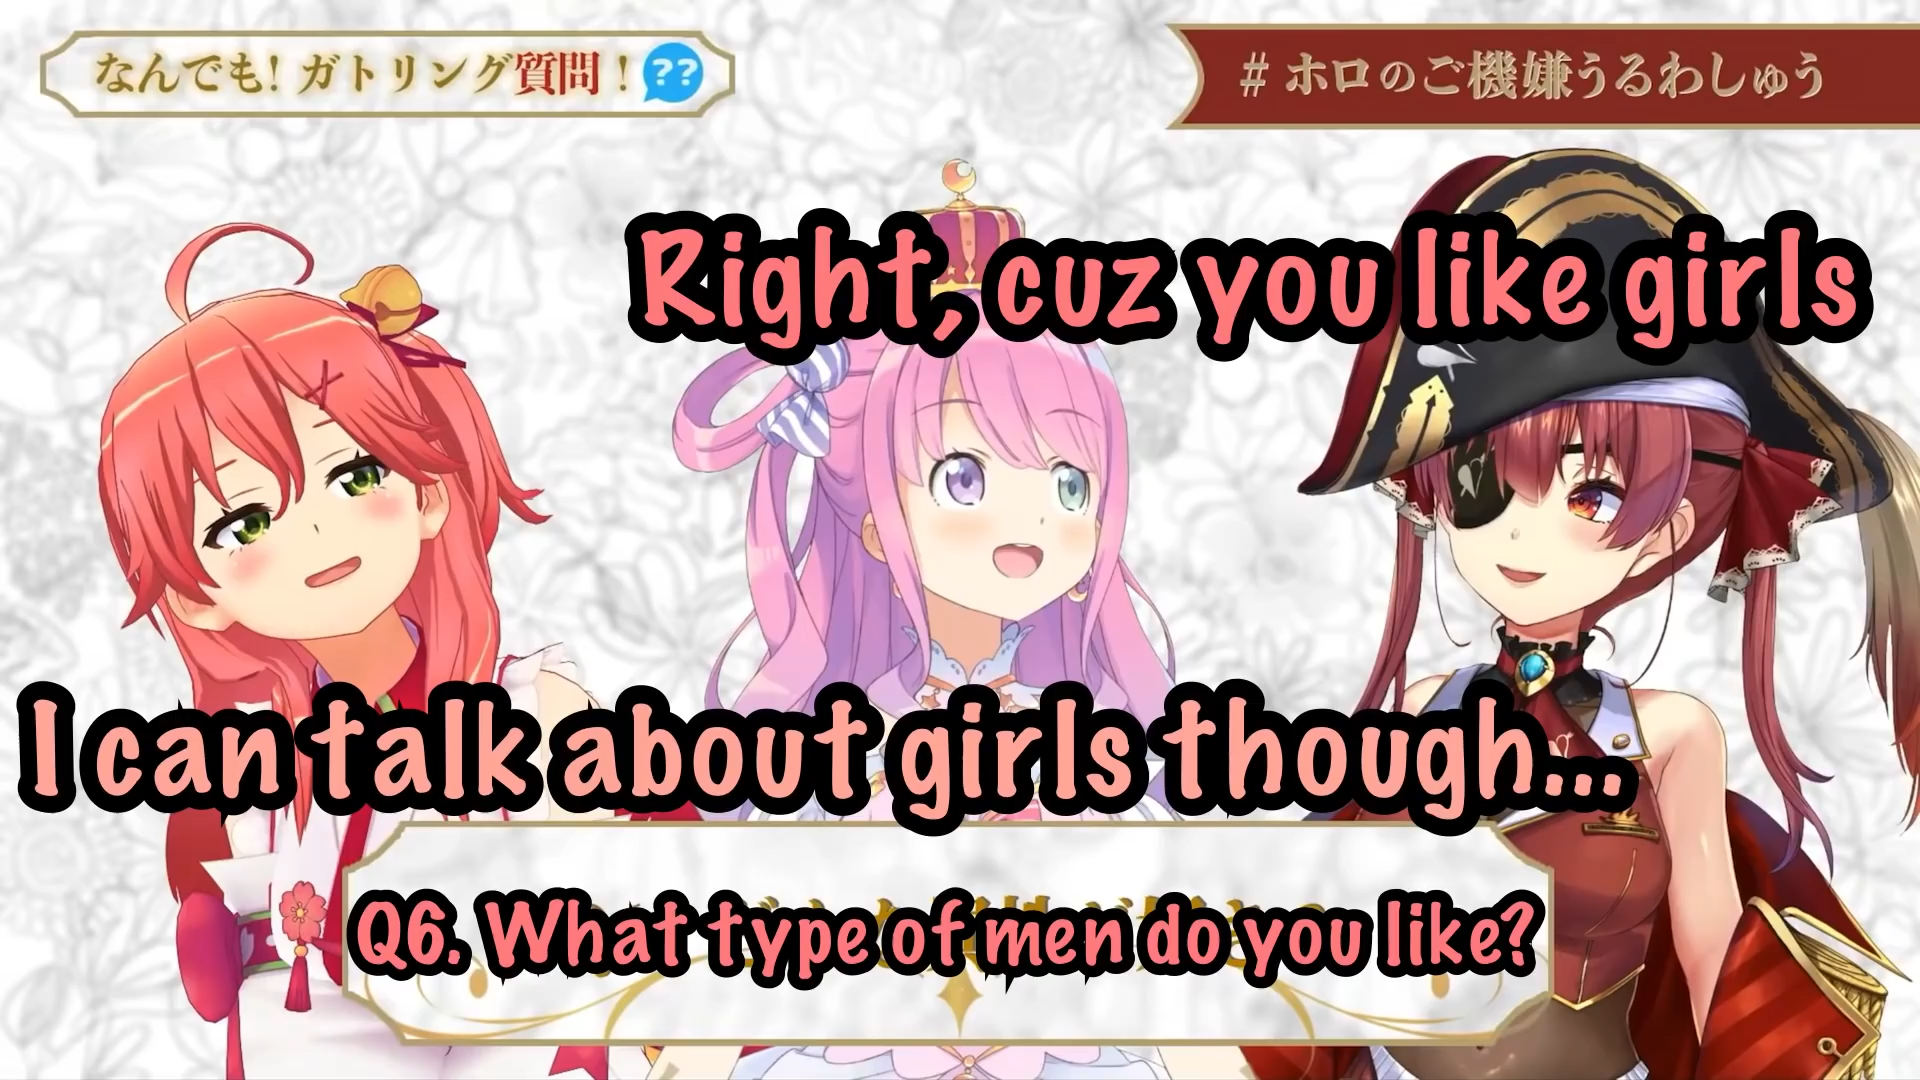 なんでも!ガトリング質問!??
#ホロのご機嫌うるわしゅう
Right, cuz you like girls
I can talk about girls though...
Q6. What type of men do you like?